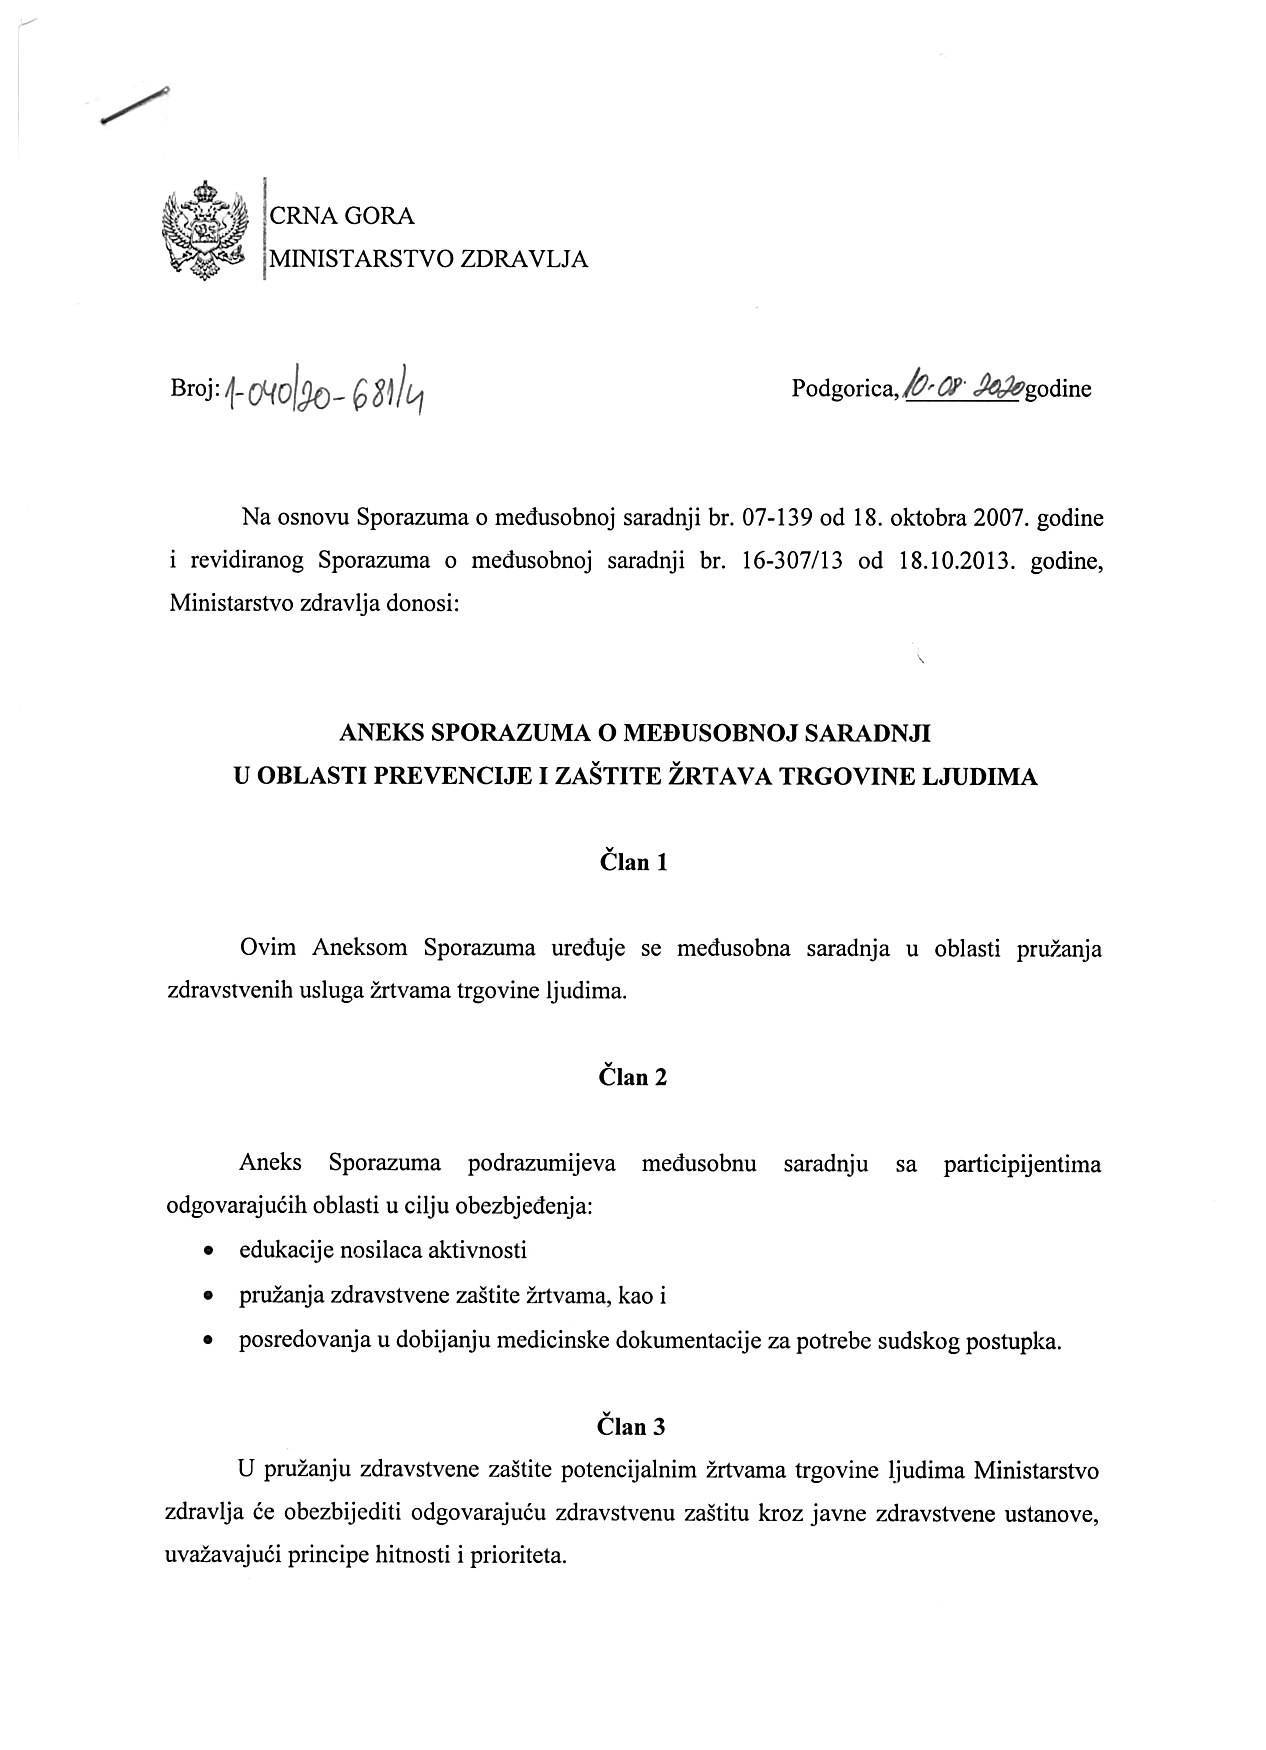 CRNA GORA
MINISTARSTVO ZDRAVLJA
Broj: 1-040/20-681/4 Podgorica, 10.08.2020 godine
Na osnovu Sporazuma o međusobnoj saradnji br. 07-139 od 18. oktobra 2007. godine
i revidiranog Sporazuma o međusobnoj saradnji br. 16-307/13 od 18.10.2013. godine,
Ministarstvo zdravlja donosi:
ANEKS SPORAZUMA O MEĐUSOBNOJ SARADNJI
U OBLASTI PREVENCIJE I ZAŠTITE ŽRTAVA TRGOVINE LJUDIMA
Član 1
Ovim Aneksom Sporazuma uređuje se međusobna saradnja u oblasti pružanja
zdravstvenih usluga žrtvama trgovine ljudima.
Član 2
Aneks Sporazuma podrazumijeva međusobnu saradnju sa participijentima
odgovarajućih oblasti u cilju obezbjeđenja:
• edukacije nosilaca aktivnosti
• pružanja zdravstvene zaštite žrtvama, kao i
• posredovanja u dobijanju medicinske dokumentacije za potrebe sudskog postupka.
Član 3
U pružanju zdravstvene zaštite potencijalnim žrtvama trgovine ljudima Ministarstvo
zdravlja će obezbijediti odgovarajuću zdravstvenu zaštitu kroz javne zdravstvene ustanove,
uvažavajući principe hitnosti i prioriteta.